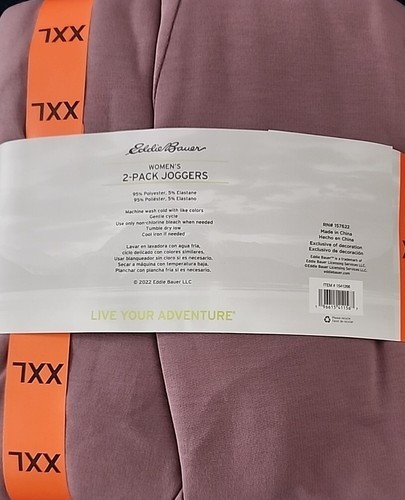 XXL
XXL
Eddie Bauer
WOMEN'S
2-PACK JOGGERS
95% Polyester, 5% Elastane
95% Poliéster, 5% Elastano
Machine wash cold with like colors
Gentle cycle
Use only non-chlorine bleach when needed
Tumble dry low
Cool iron if needed
Lavar en lavadora con agua fría,
ciclo delicado con colores similares.
Usar blanqueador sin cloro si es necesario.
Secar a máquina con temperatura baja.
Planchar con plancha fría si es necesario.
© 2022 Eddie Bauer LLC
LIVE YOUR ADVENTURE®
RN# 157622
Made in China
Hecho en China
Exclusive of decoration
Exclusivo de decoración
Eddie Bauer™ is a trademark of
Eddie Bauer Licensing Services LLC.
©Eddie Bauer Licensing Services LLC.
eddiebauer.com
XXL
XXL